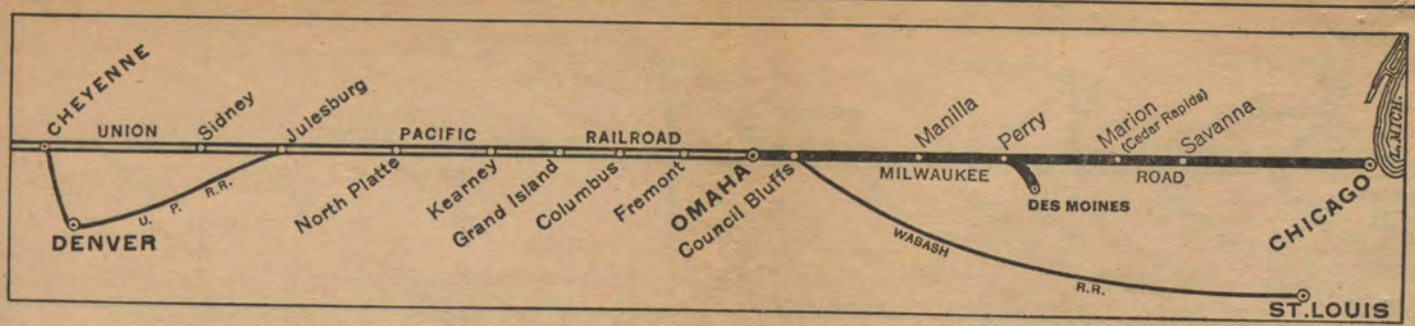 CHEYENNE
UNION
Sidney
Julesburg
PACIFIC
RAILROAD
Manilla
Perry
Marion
(Cedar Rapids)
Savanna
L. MICH.
U. P. R.R.
DENVER
North Platte
Kearney
Grand Island
Columbus
Fremont
OMAHA
Council Bluffs
MILWAUKEE
ROAD
DES MOINES
CHICAGO
WABASH
R.R.
ST. LOUIS